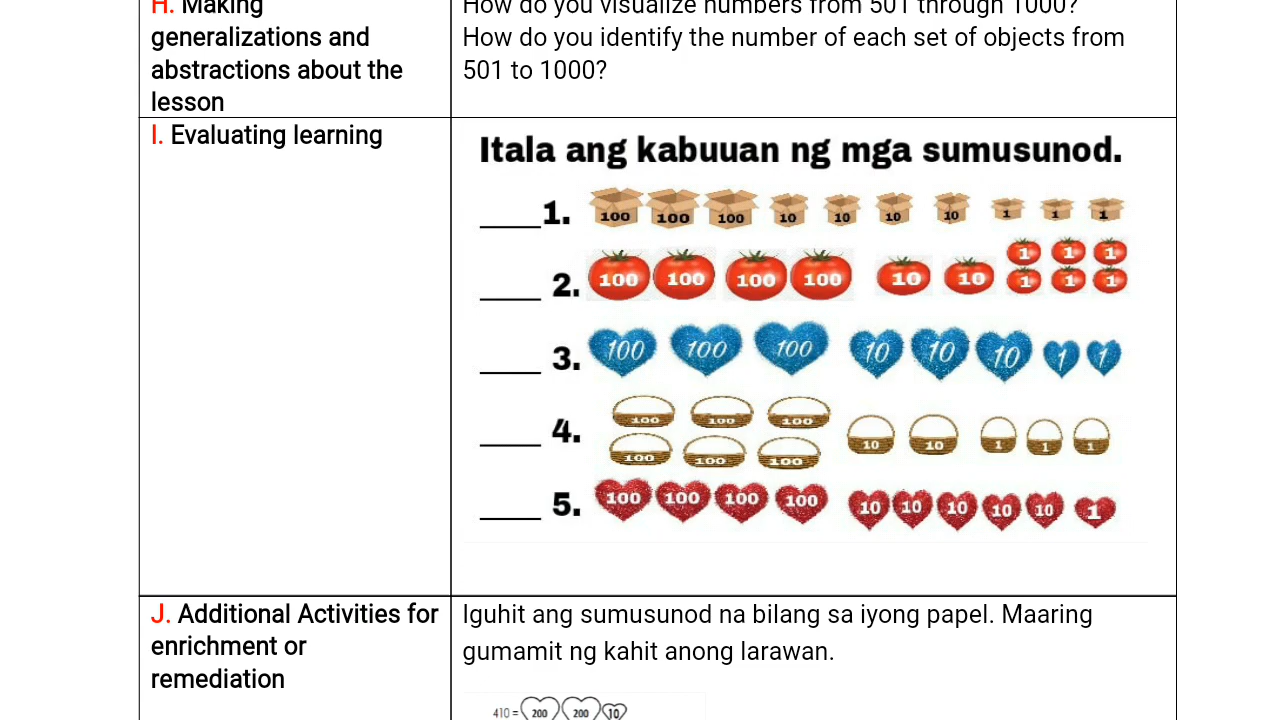 H. Making
generalizations and
abstractions about the
lesson
How do you visualize numbers from 501 through 1000?
How do you identify the number of each set of objects from
501 to 1000?
I. Evaluating learning
Itala ang kabuuan ng mga sumusunod.
____1. 100 100 100 10 10 10 10 1 1 1
1 1 1
____ 2. 100 100 100 100 10 10 1 1 1
____ 3. 100 100 100 10 10 10 1 1
100 100 100
____ 4. 10 10 1 1 1
100 100 100
____ 5. 100 100 100 100 10 10 10 10 10 1
J. Additional Activities for
enrichment or
remediation
Iguhit ang sumusunod na bilang sa iyong papel. Maaring
gumamit ng kahit anong larawan.
410 = 200 200 10